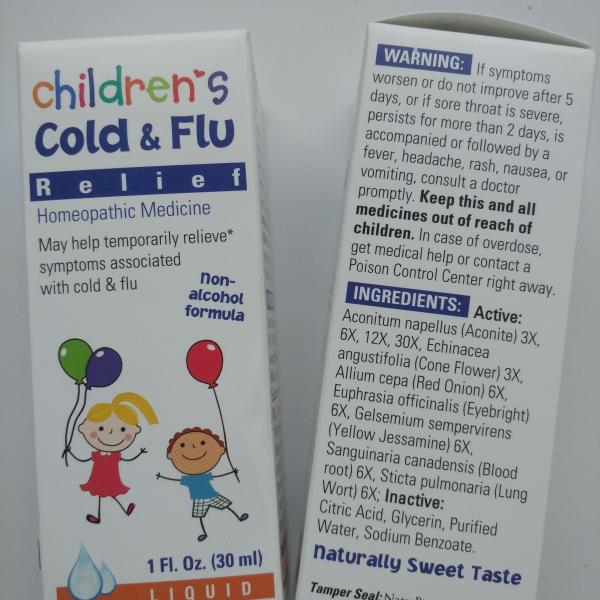 children's
Cold & Flu
Relief
Homeopathic Medicine
May help temporarily relieve*
symptoms associated
with cold & flu
Non-
alcohol
formula
1 Fl. Oz. (30 ml)
LIQUID
WARNING: If symptoms
worsen or do not improve after 5
days, or if sore throat is severe,
persists for more than 2 days, is
accompanied or followed by a
fever, headache, rash, nausea, or
vomiting, consult a doctor
promptly. Keep this and all
medicines out of reach of
children. In case of overdose,
get medical help or contact a
Poison Control Center right away.
INGREDIENTS: Active:
Aconitum napellus (Aconite) 3X,
6X, 12X, 30X, Echinacea
angustifolia (Cone Flower) 3X,
Allium cepa (Red Onion) 6X,
Euphrasia officinalis (Eyebright)
6X, Gelsemium sempervirens
(Yellow Jessamine) 6X,
Sanguinaria canadensis (Blood
root) 6X, Sticta pulmonaria (Lung
Wort) 6X; Inactive:
Citric Acid, Glycerin, Purified
Water, Sodium Benzoate.
Naturally Sweet Taste
Tamper Seal: